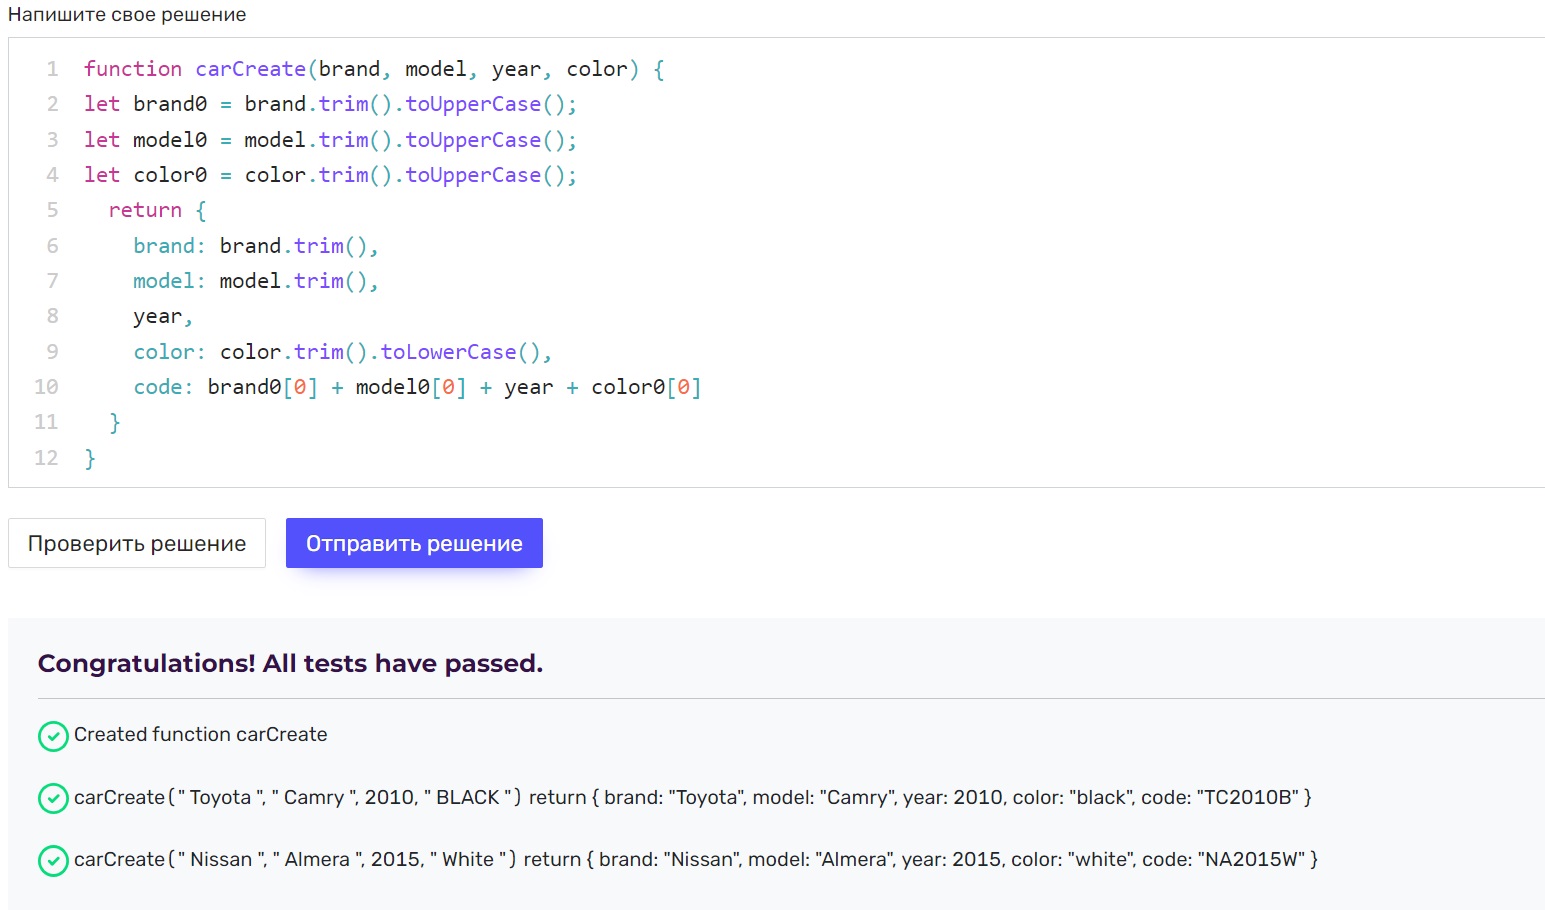 Напишите свое решение
1 function carCreate(brand, model, year, color) {
2 let brand0 = brand.trim().toUpperCase();
3 let model0 = model.trim().toUpperCase();
4 let color0 = color.trim().toUpperCase();
5   return {
6     brand: brand.trim(),
7     model: model.trim(),
8     year,
9     color: color.trim().toLowerCase(),
10     code: brand0[0] + model0[0] + year + color0[0]
11   }
12 }
Проверить решение Отправить решение
Congratulations! All tests have passed.
Created function carCreate
carCreate(" Toyota ", " Camry ", 2010, " BLACK ") return { brand: "Toyota", model: "Camry", year: 2010, color: "black", code: "TC2010B" }
carCreate(" Nissan ", " Almera ", 2015, " White ") return { brand: "Nissan", model: "Almera", year: 2015, color: "white", code: "NA2015W" }